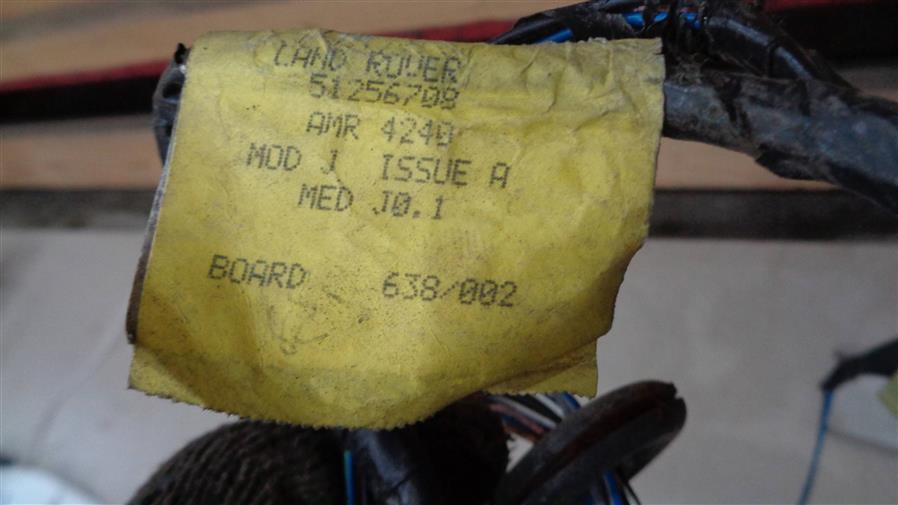 LAND ROVER
51256708
AMR 4240
MOD J ISSUE A
MED J0.1
BOARD 638/002